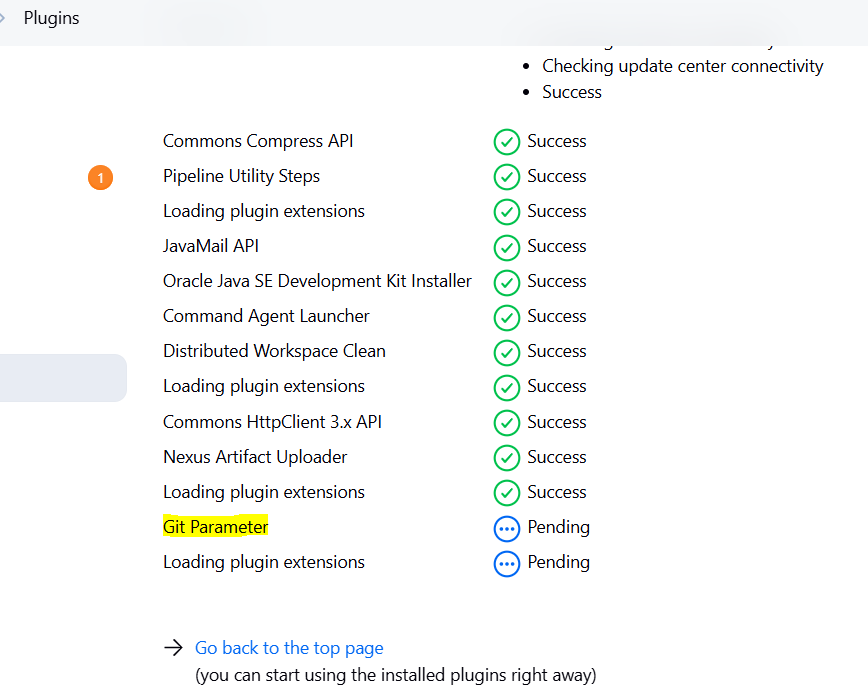 Plugins
Checking update center connectivity
Success
Commons Compress API Success
1
Pipeline Utility Steps Success
Loading plugin extensions Success
JavaMail API Success
Oracle Java SE Development Kit Installer Success
Command Agent Launcher Success
Distributed Workspace Clean Success
Loading plugin extensions Success
Commons HttpClient 3.x API Success
Nexus Artifact Uploader Success
Loading plugin extensions Success
Git Parameter Pending
Loading plugin extensions Pending
Go back to the top page
(you can start using the installed plugins right away)